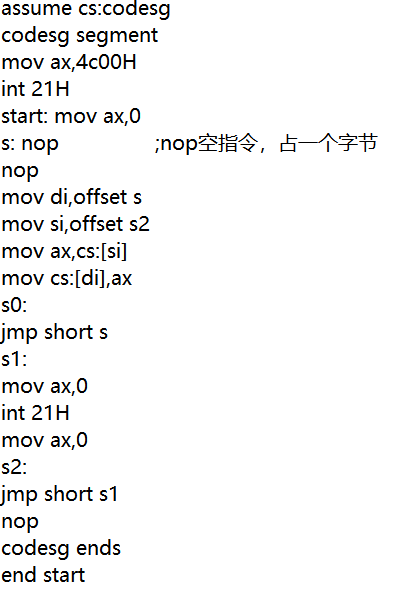 assume cs:codesg
codesg segment
mov ax,4c00H
int 21H
start: mov ax,0
s: nop ;nop空指令，占一个字节
nop
mov di,offset s
mov si,offset s2
mov ax,cs:[si]
mov cs:[di],ax
s0:
jmp short s
s1:
mov ax,0
int 21H
mov ax,0
s2:
jmp short s1
nop
codesg ends
end start